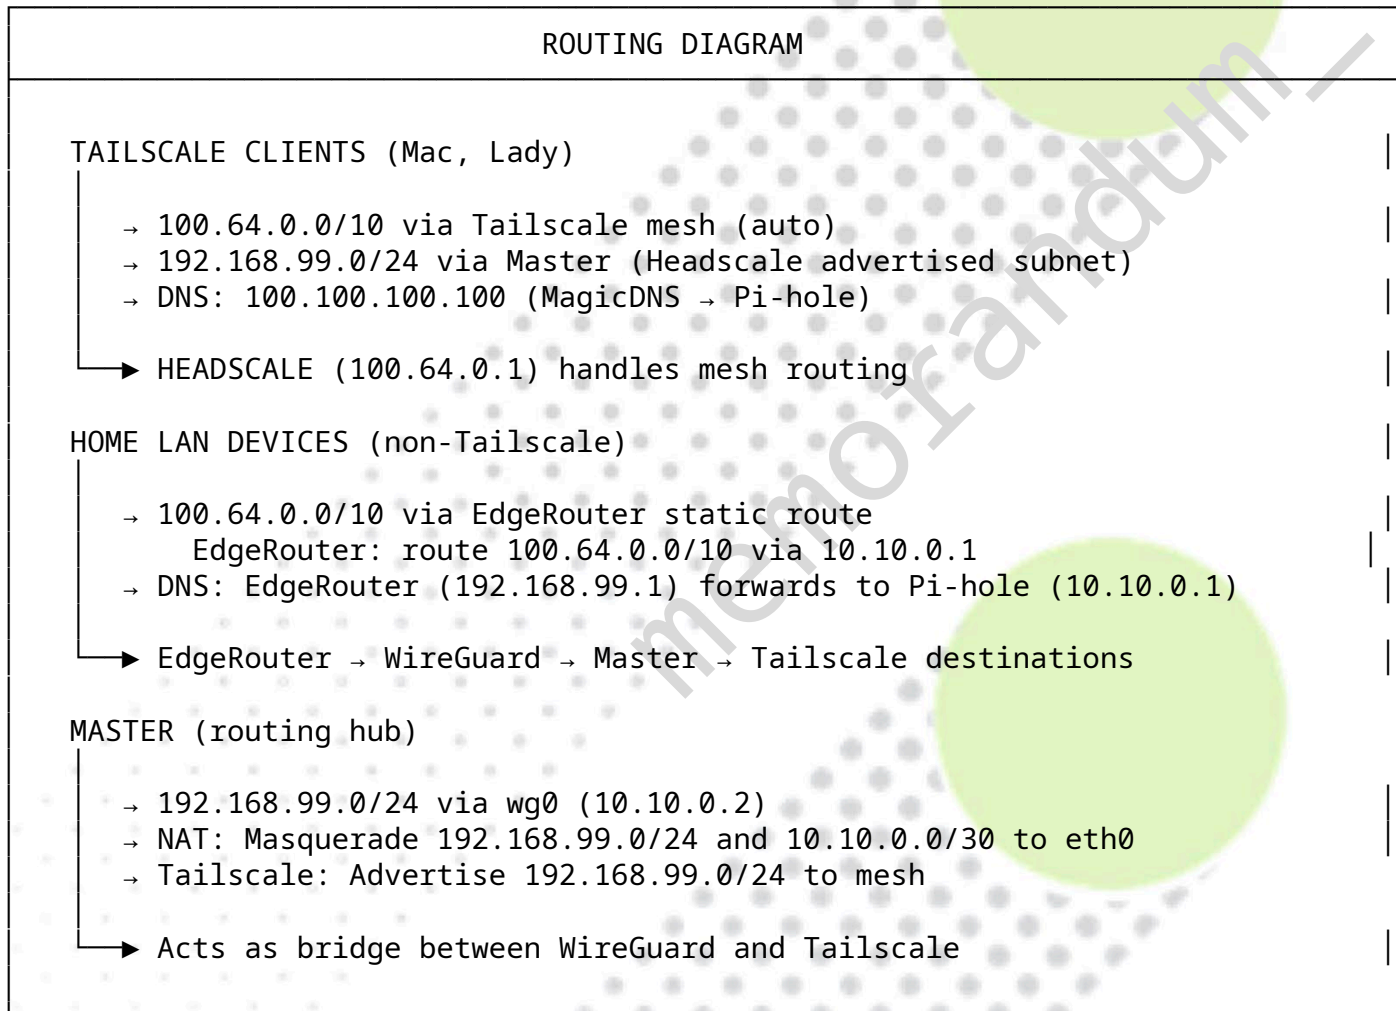 ROUTING DIAGRAM
TAILSCALE CLIENTS (Mac, Lady)
→ 100.64.0.0/10 via Tailscale mesh (auto)
→ 192.168.99.0/24 via Master (Headscale advertised subnet)
→ DNS: 100.100.100.100 (MagicDNS → Pi-hole)
HEADSCALE (100.64.0.1) handles mesh routing
HOME LAN DEVICES (non-Tailscale)
→ 100.64.0.0/10 via EdgeRouter static route
EdgeRouter: route 100.64.0.0/10 via 10.10.0.1
→ DNS: EdgeRouter (192.168.99.1) forwards to Pi-hole (10.10.0.1)
EdgeRouter → WireGuard → Master → Tailscale destinations
MASTER (routing hub)
→ 192.168.99.0/24 via wg0 (10.10.0.2)
→ NAT: Masquerade 192.168.99.0/24 and 10.10.0.0/30 to eth0
→ Tailscale: Advertise 192.168.99.0/24 to mesh
Acts as bridge between WireGuard and Tailscale
memorandum_